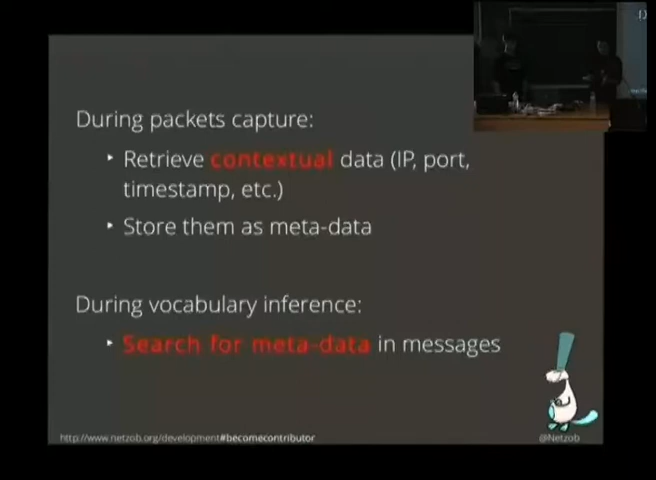 During packets capture:
‣ Retrieve contextual data (IP, port,
timestamp, etc.)
‣ Store them as meta-data
During vocabulary inference:
‣ Search for meta-data in messages
http://www.netzob.org/development#becomecontributor
@Netzob